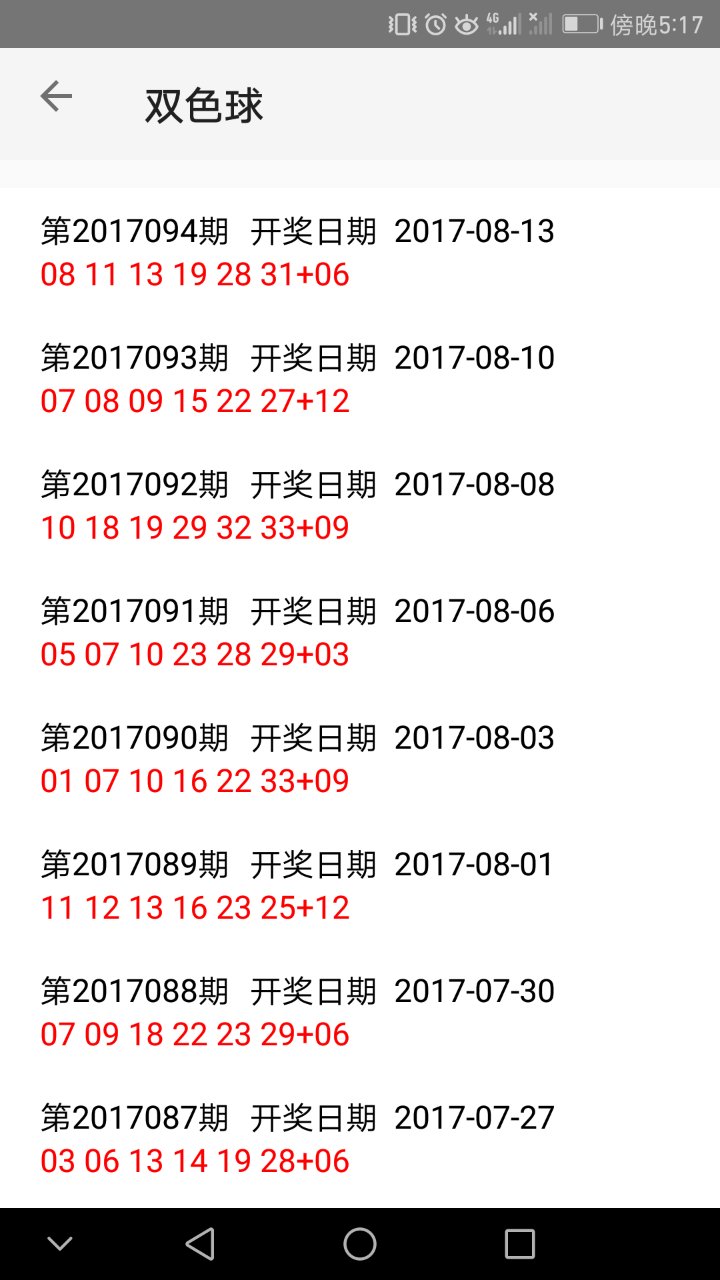 4G 傍晚5:17
双色球
第2017094期 开奖日期 2017-08-13
08 11 13 19 28 31+06
第2017093期 开奖日期 2017-08-10
07 08 09 15 22 27+12
第2017092期 开奖日期 2017-08-08
10 18 19 29 32 33+09
第2017091期 开奖日期 2017-08-06
05 07 10 23 28 29+03
第2017090期 开奖日期 2017-08-03
01 07 10 16 22 33+09
第2017089期 开奖日期 2017-08-01
11 12 13 16 23 25+12
第2017088期 开奖日期 2017-07-30
07 09 18 22 23 29+06
第2017087期 开奖日期 2017-07-27
03 06 13 14 19 28+06